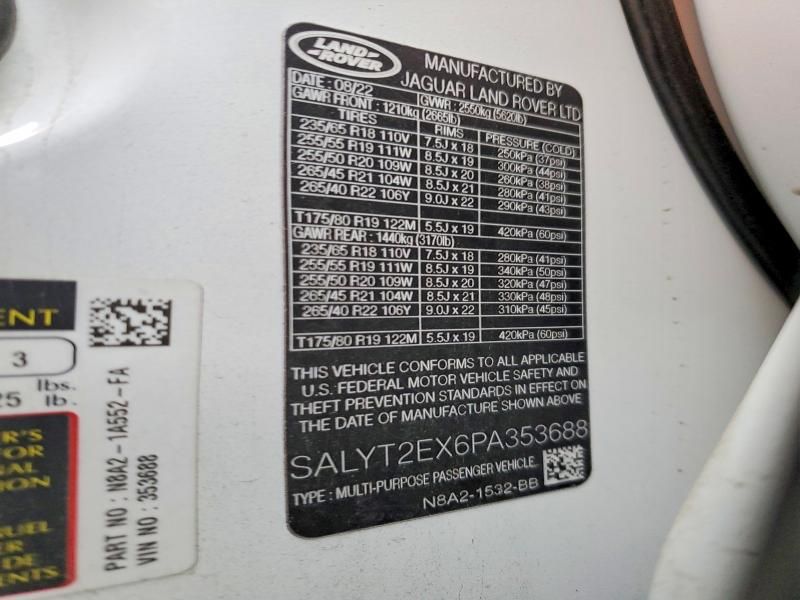 LAND
ROVER
MANUFACTURED BY
JAGUAR LAND ROVER LTD
DATE : 08/22 GVWR : 2550kg (5620lb)
GAWR FRONT : 1210kg (2665lb)
TIRES RIMS PRESSURE (COLD)
235/65 R18 110V 7.5J x 18 250kPa (37psi)
255/55 R19 111W 8.5J x 19 300kPa (44psi)
255/50 R20 109W 8.5J x 20 260kPa (38psi)
265/45 R21 104W 8.5J x 21 280kPa (41psi)
265/40 R22 106Y 9.0J x 22 290kPa (43psi)
T175/80 R19 122M 5.5J x 19 420kPa (60psi)
GAWR REAR : 1440kg (3170lb)
235/65 R18 110V 7.5J x 18 280kPa (41psi)
255/55 R19 111W 8.5J x 19 340kPa (50psi)
255/50 R20 109W 8.5J x 20 320kPa (47psi)
265/45 R21 104W 8.5J x 21 330kPa (48psi)
265/40 R22 106Y 9.0J x 22 310kPa (45psi)
T175/80 R19 122M 5.5J x 19 420kPa (60psi)
THIS VEHICLE CONFORMS TO ALL APPLICABLE
U.S. FEDERAL MOTOR VEHICLE SAFETY AND
THEFT PREVENTION STANDARDS IN EFFECT ON
THE DATE OF MANUFACTURE SHOWN ABOVE
SALYT2EX6PA353688
TYPE : MULTI-PURPOSE PASSENGER VEHICLE.
N8A2-1532-BB
ENT
3
lbs.
25 lb.
ER'S
FOR
NAL
ION
RUEL
ER
DE
ENTS
PART NO : N8A2-1A552-FA
VIN NO : 353688